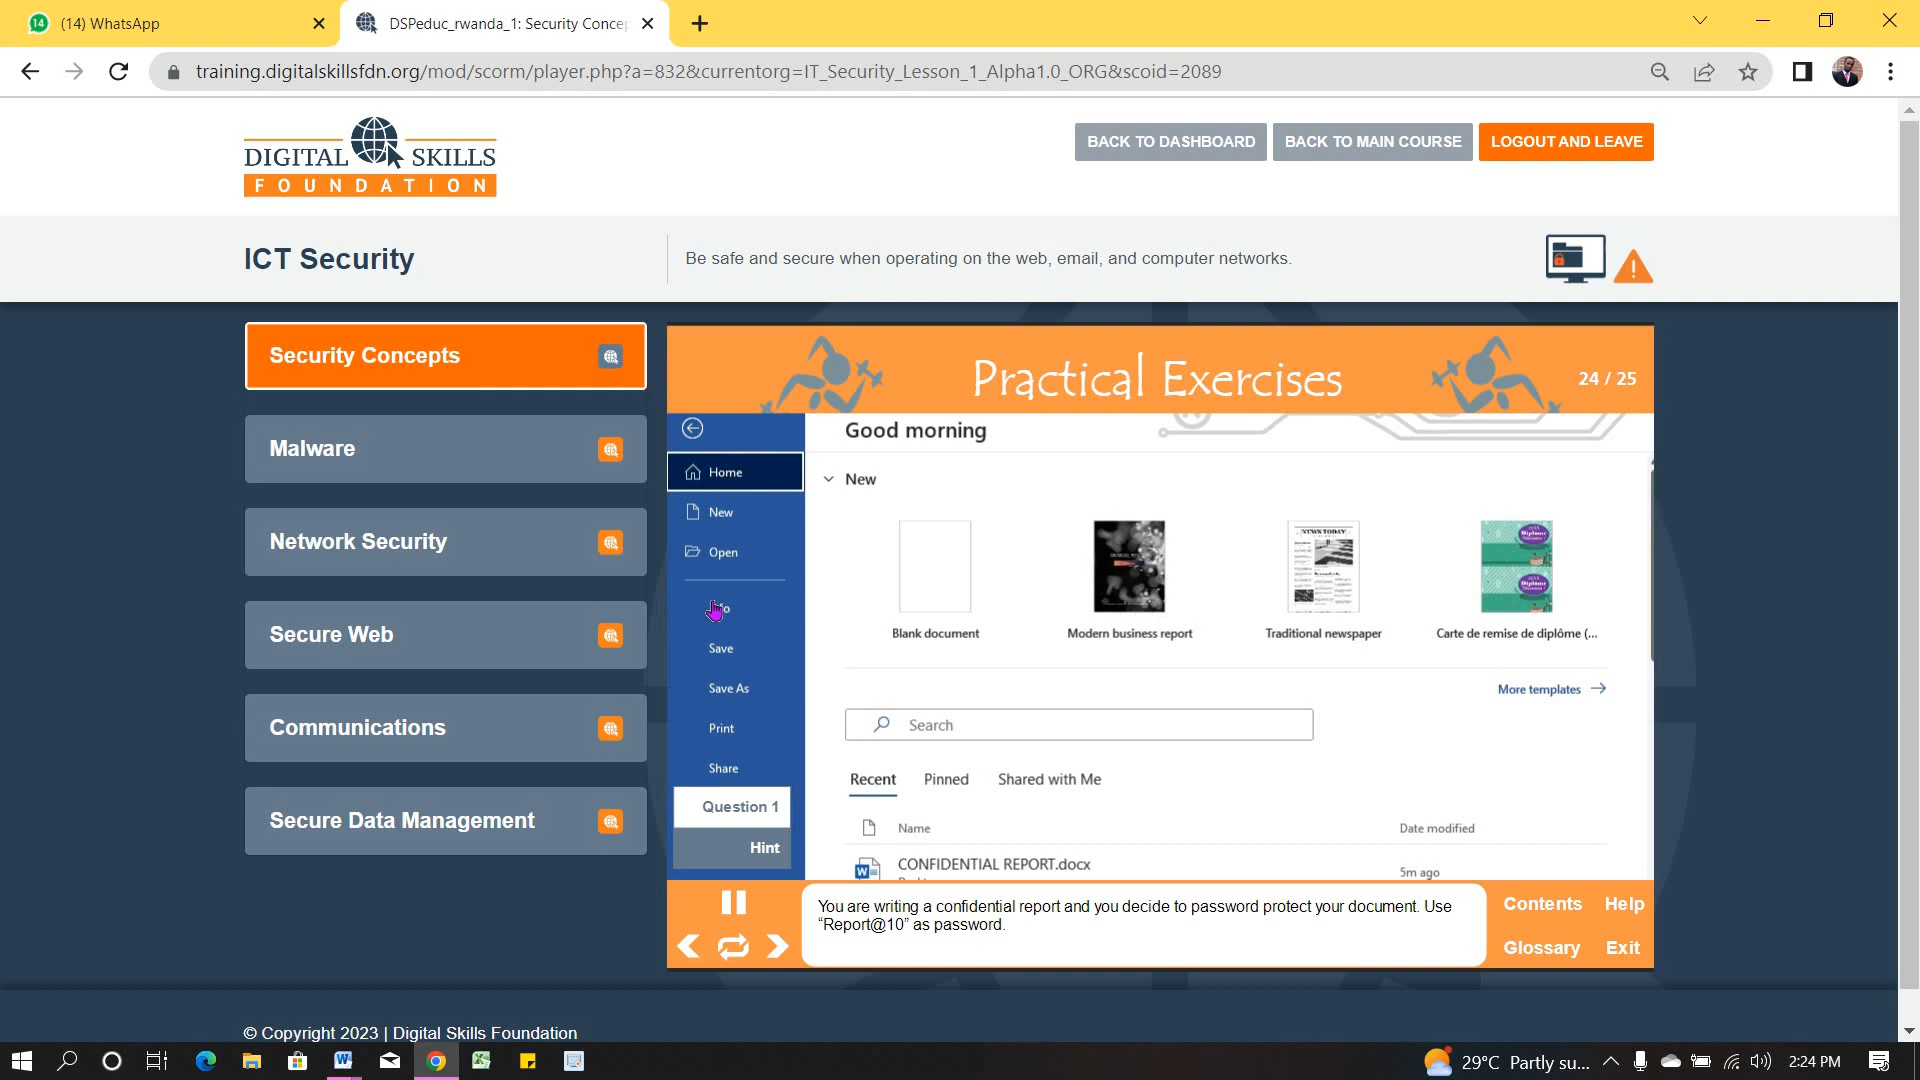 (14) WhatsApp
DSPeduc_rwanda_1: Security Conce
training.digitalskillsfdn.org/mod/scorm/player.php?a=832&currentorg=IT_Security_Lesson_1_Alpha1.0_ORG&scoid=2089
DIGITAL SKILLS
FOUNDATION
BACK TO DASHBOARD
BACK TO MAIN COURSE
LOGOUT AND LEAVE
ICT Security
Be safe and secure when operating on the web, email, and computer networks.
Security Concepts
Malware
Network Security
Secure Web
Communications
Secure Data Management
Practical Exercises
24 / 25
Good morning
Home
New
Open
Save
Save As
Print
Share
Question 1
Hint
New
Blank document
Modern business report
Traditional newspaper
Carte de remise de diplôme (...
More templates
Search
Recent
Pinned
Shared with Me
Name
Date modified
CONFIDENTIAL REPORT.docx
5m ago
You are writing a confidential report and you decide to password protect your document. Use
“Report@10” as password.
Contents
Help
Glossary
Exit
© Copyright 2023 | Digital Skills Foundation
29°C Partly su...
2:24 PM